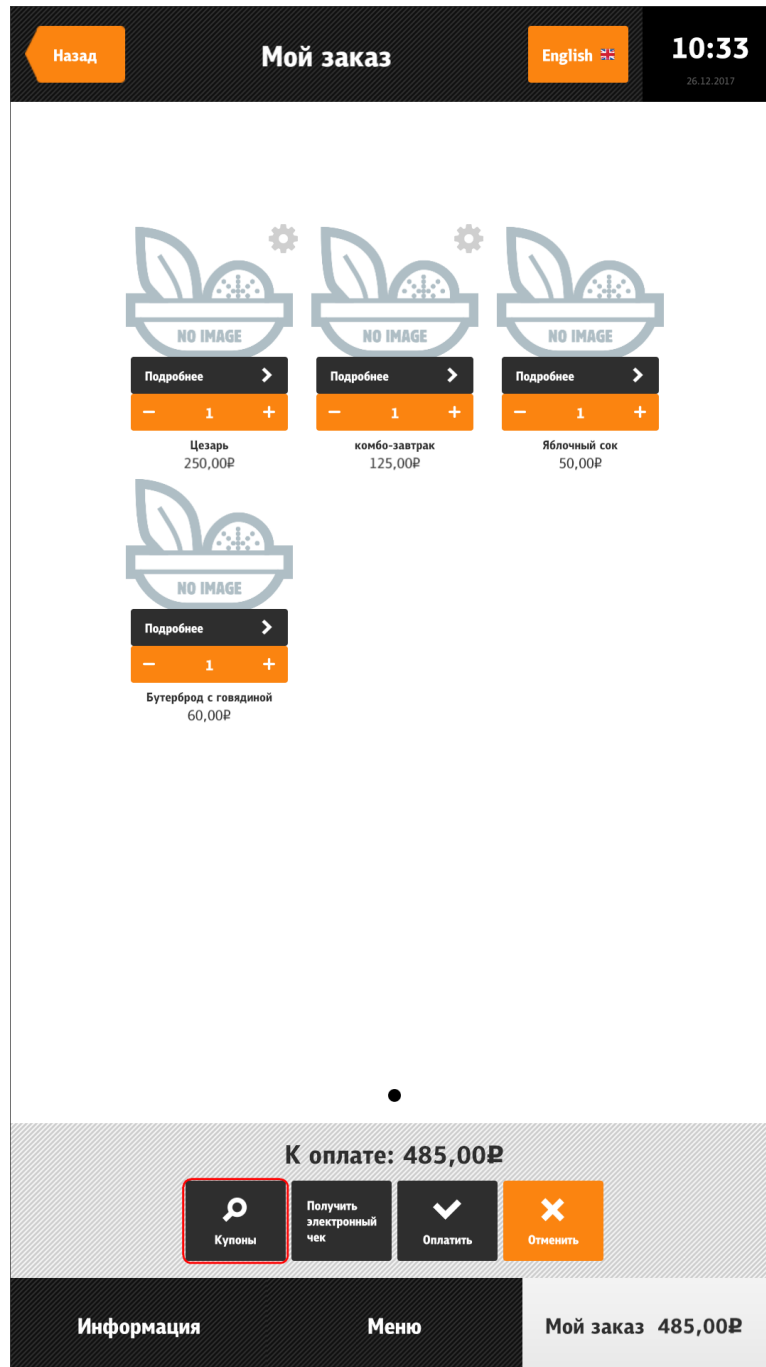 Назад
Мой заказ
English
10:33
26.12.2017
NO IMAGE
NO IMAGE
NO IMAGE
Подробнее
Подробнее
Подробнее
− 1 +
− 1 +
− 1 +
Цезарь
комбо-завтрак
Яблочный сок
250,00₽
125,00₽
50,00₽
NO IMAGE
Подробнее
− 1 +
Бутерброд с говядиной
60,00₽
К оплате: 485,00₽
Купоны
Получить
электронный
чек
Оплатить
Отменить
Информация
Меню
Мой заказ 485,00₽